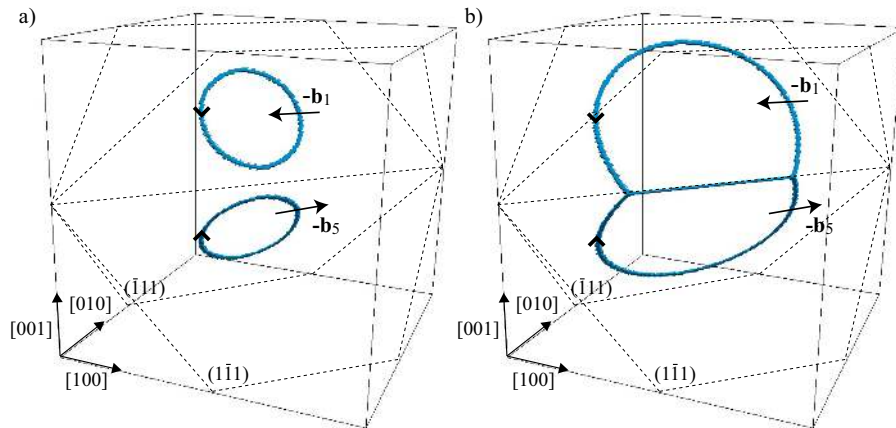 a)
-b₁
-b₅
(1̄11)
[010]
[001]
[100]
(11̄1)
b)
-b₁
-b₅
(1̄11)
[010]
[001]
[100]
(11̄1)